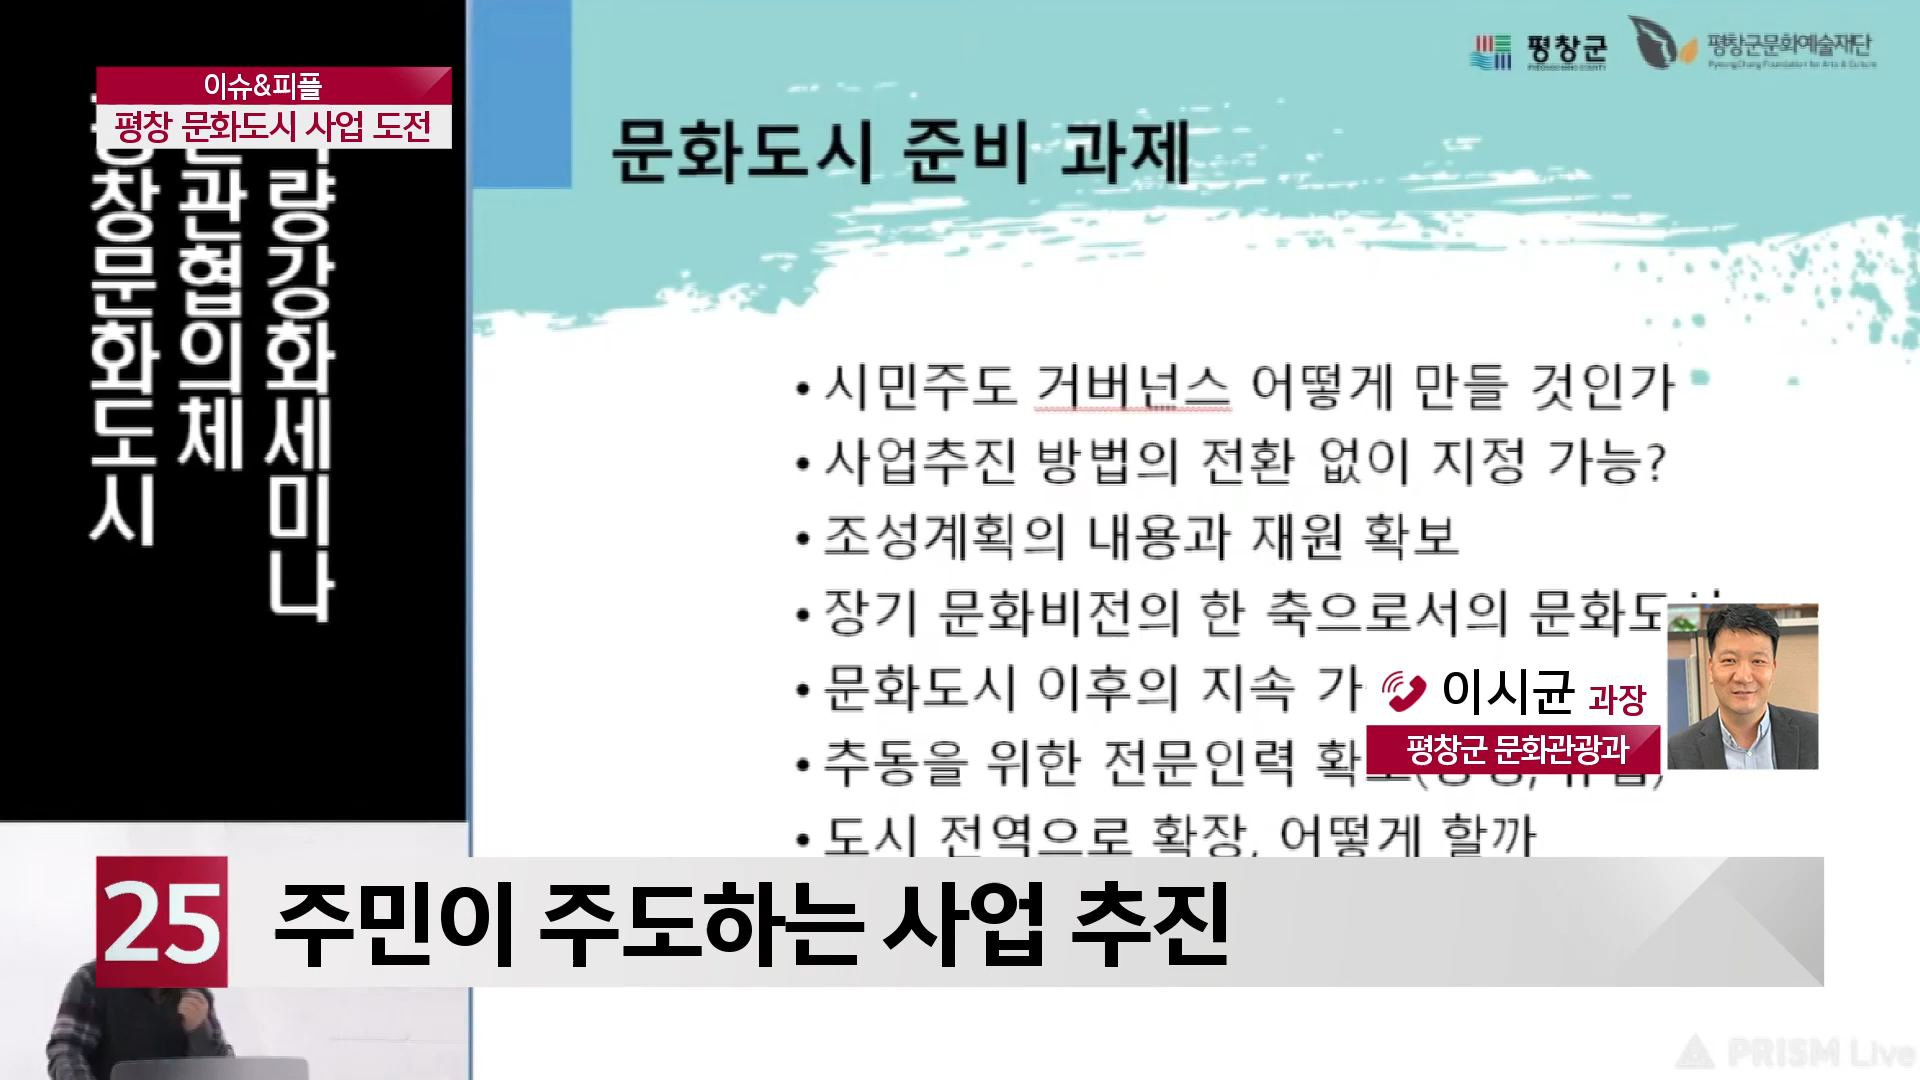 이슈&피플
평창 문화도시 사업 도전
창문화도시
관협의체
량강화세미나
평창군
평창군문화예술재단
PyeongChang Foundation for Arts & Culture
문화도시 준비 과제
• 시민주도 거버넌스 어떻게 만들 것인가
• 사업추진 방법의 전환 없이 지정 가능?
• 조성계획의 내용과 재원 확보
• 장기 문화비전의 한 축으로서의 문화도
• 문화도시 이후의 지속 가
• 추동을 위한 전문인력 확
• 도시 전역으로 확장, 어떻게 할까
이시균 과장
평창군 문화관광과
25 주민이 주도하는 사업 추진
PRISM Live